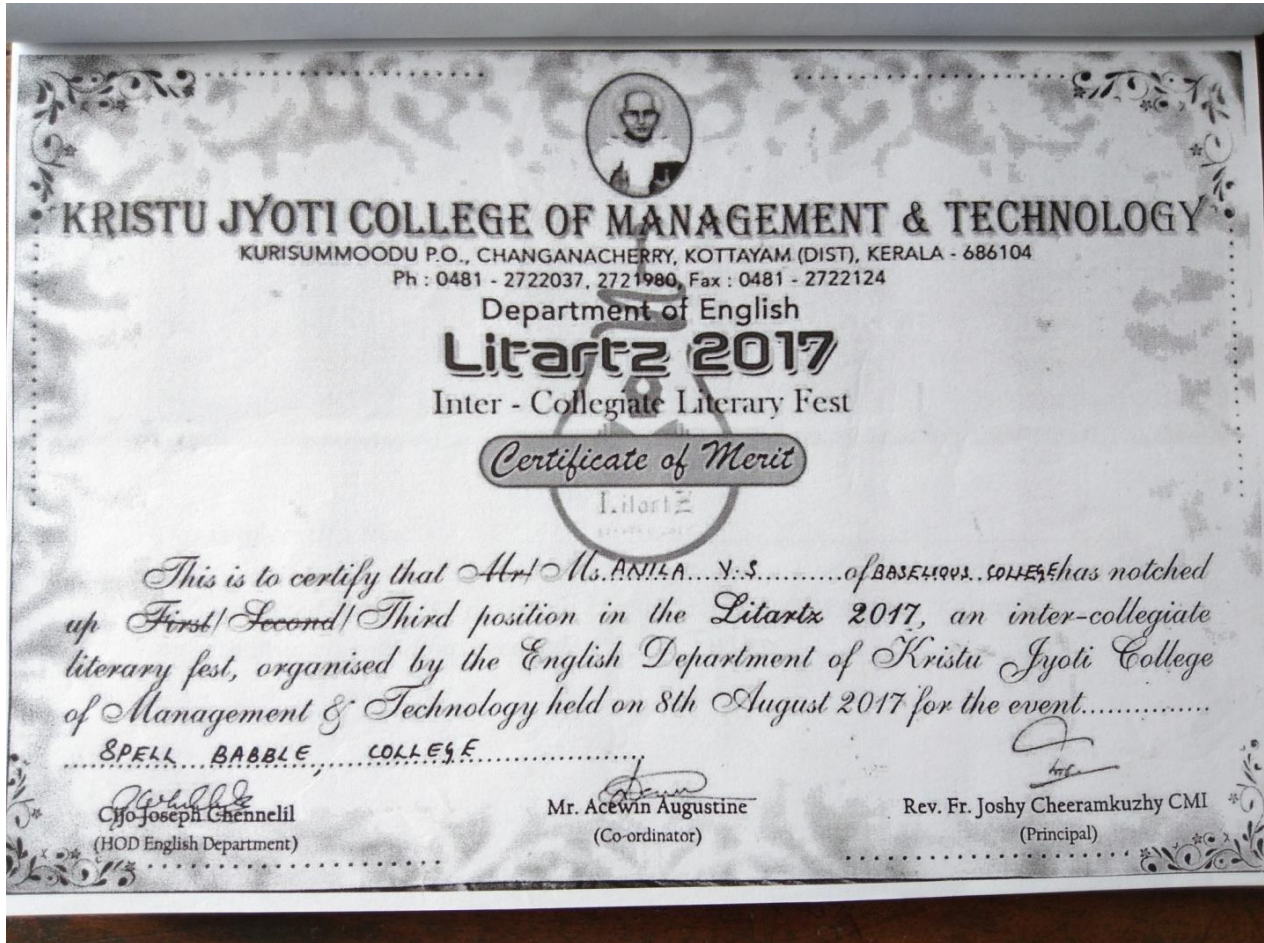 KRISTU JYOTI COLLEGE OF MANAGEMENT & TECHNOLOGY
KURISUMMOODU P.O., CHANGANACHERRY, KOTTAYAM (DIST), KERALA - 686104
Ph : 0481 - 2722037, 2721980, Fax : 0481 - 2722124
Department of English
Litartz 2017
Inter - Collegiate Literary Fest
Certificate of Merit
LitartZ
This is to certify that Mr/ Ms. ANILA V.S of BASELIOUS COLLEGE has notched
up First/ Second/ Third position in the Litartz 2017, an inter-collegiate
literary fest, organised by the English Department of Kristu Jyoti College
of Management & Technology held on 8th August 2017 for the event...............
SPELL BABBLE, COLLEGE
Cijo Joseph Chennelil
(HOD English Department)
Mr. Acewin Augustine
(Co-ordinator)
Rev. Fr. Joshy Cheeramkuzhy CMI
(Principal)